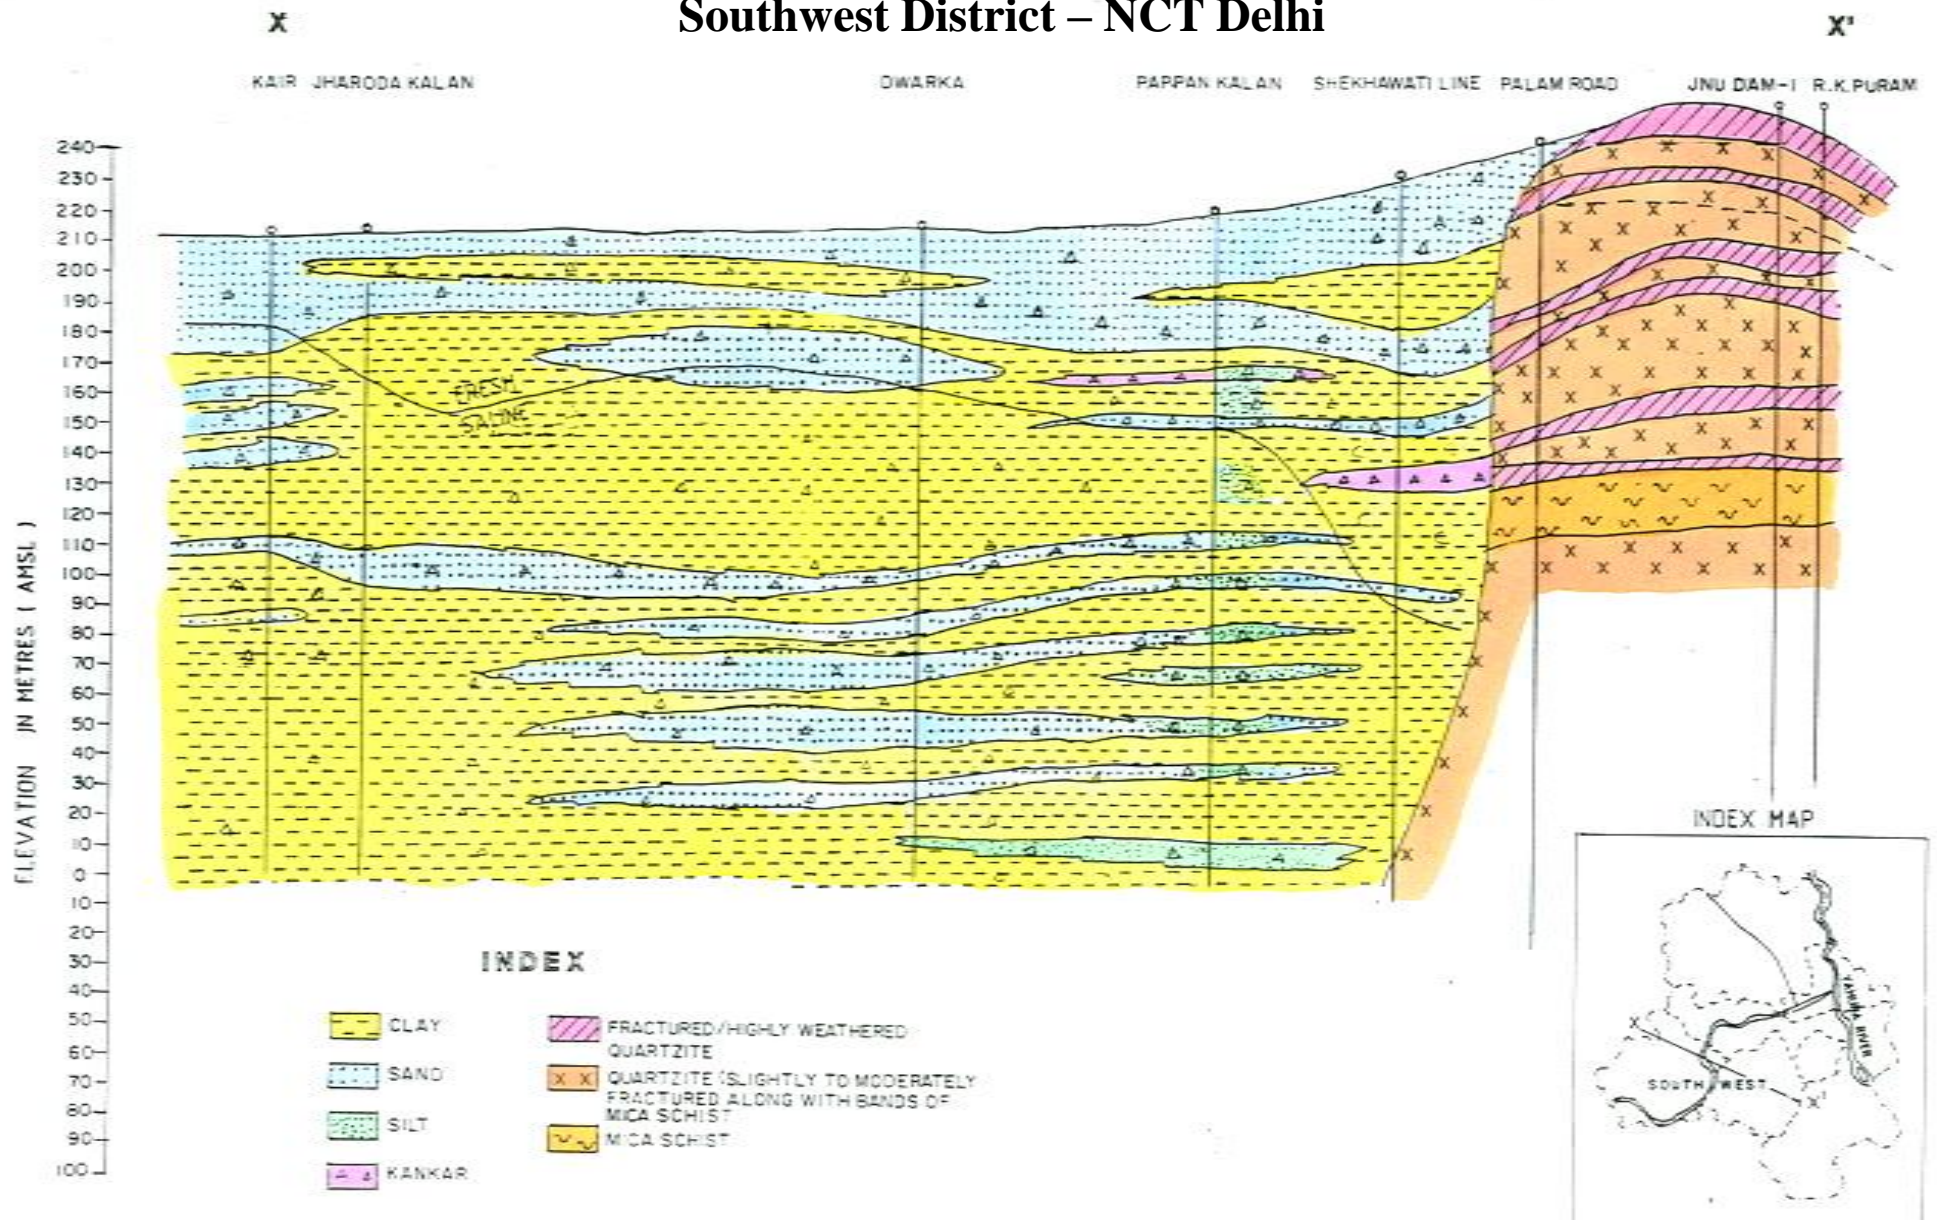 Southwest District – NCT Delhi
X X'
KAIR JHARODA KALAN DWARKA PAPPAN KALAN SHEKHAWATI LINE PALAM ROAD JNU DAM-1 R.K.PURAM
240
230
220
210
200
190
180
170
160
150
140
130
120
110
100
90
80
70
60
50
40
30
20
10
0
10
20
30
40
50
60
70
80
90
100
ELEVATION IN METRES ( AMSL )
FRESH
SALINE
INDEX
CLAY
SAND
SILT
KANKAR
FRACTURED/HIGHLY WEATHERED
QUARTZITE
QUARTZITE (SLIGHTLY TO MODERATELY
FRACTURED ALONG WITH BANDS OF
MICA SCHIST
MICA SCHIST
INDEX MAP
YAMUNA RIVER
X
SOUTH WEST
X'